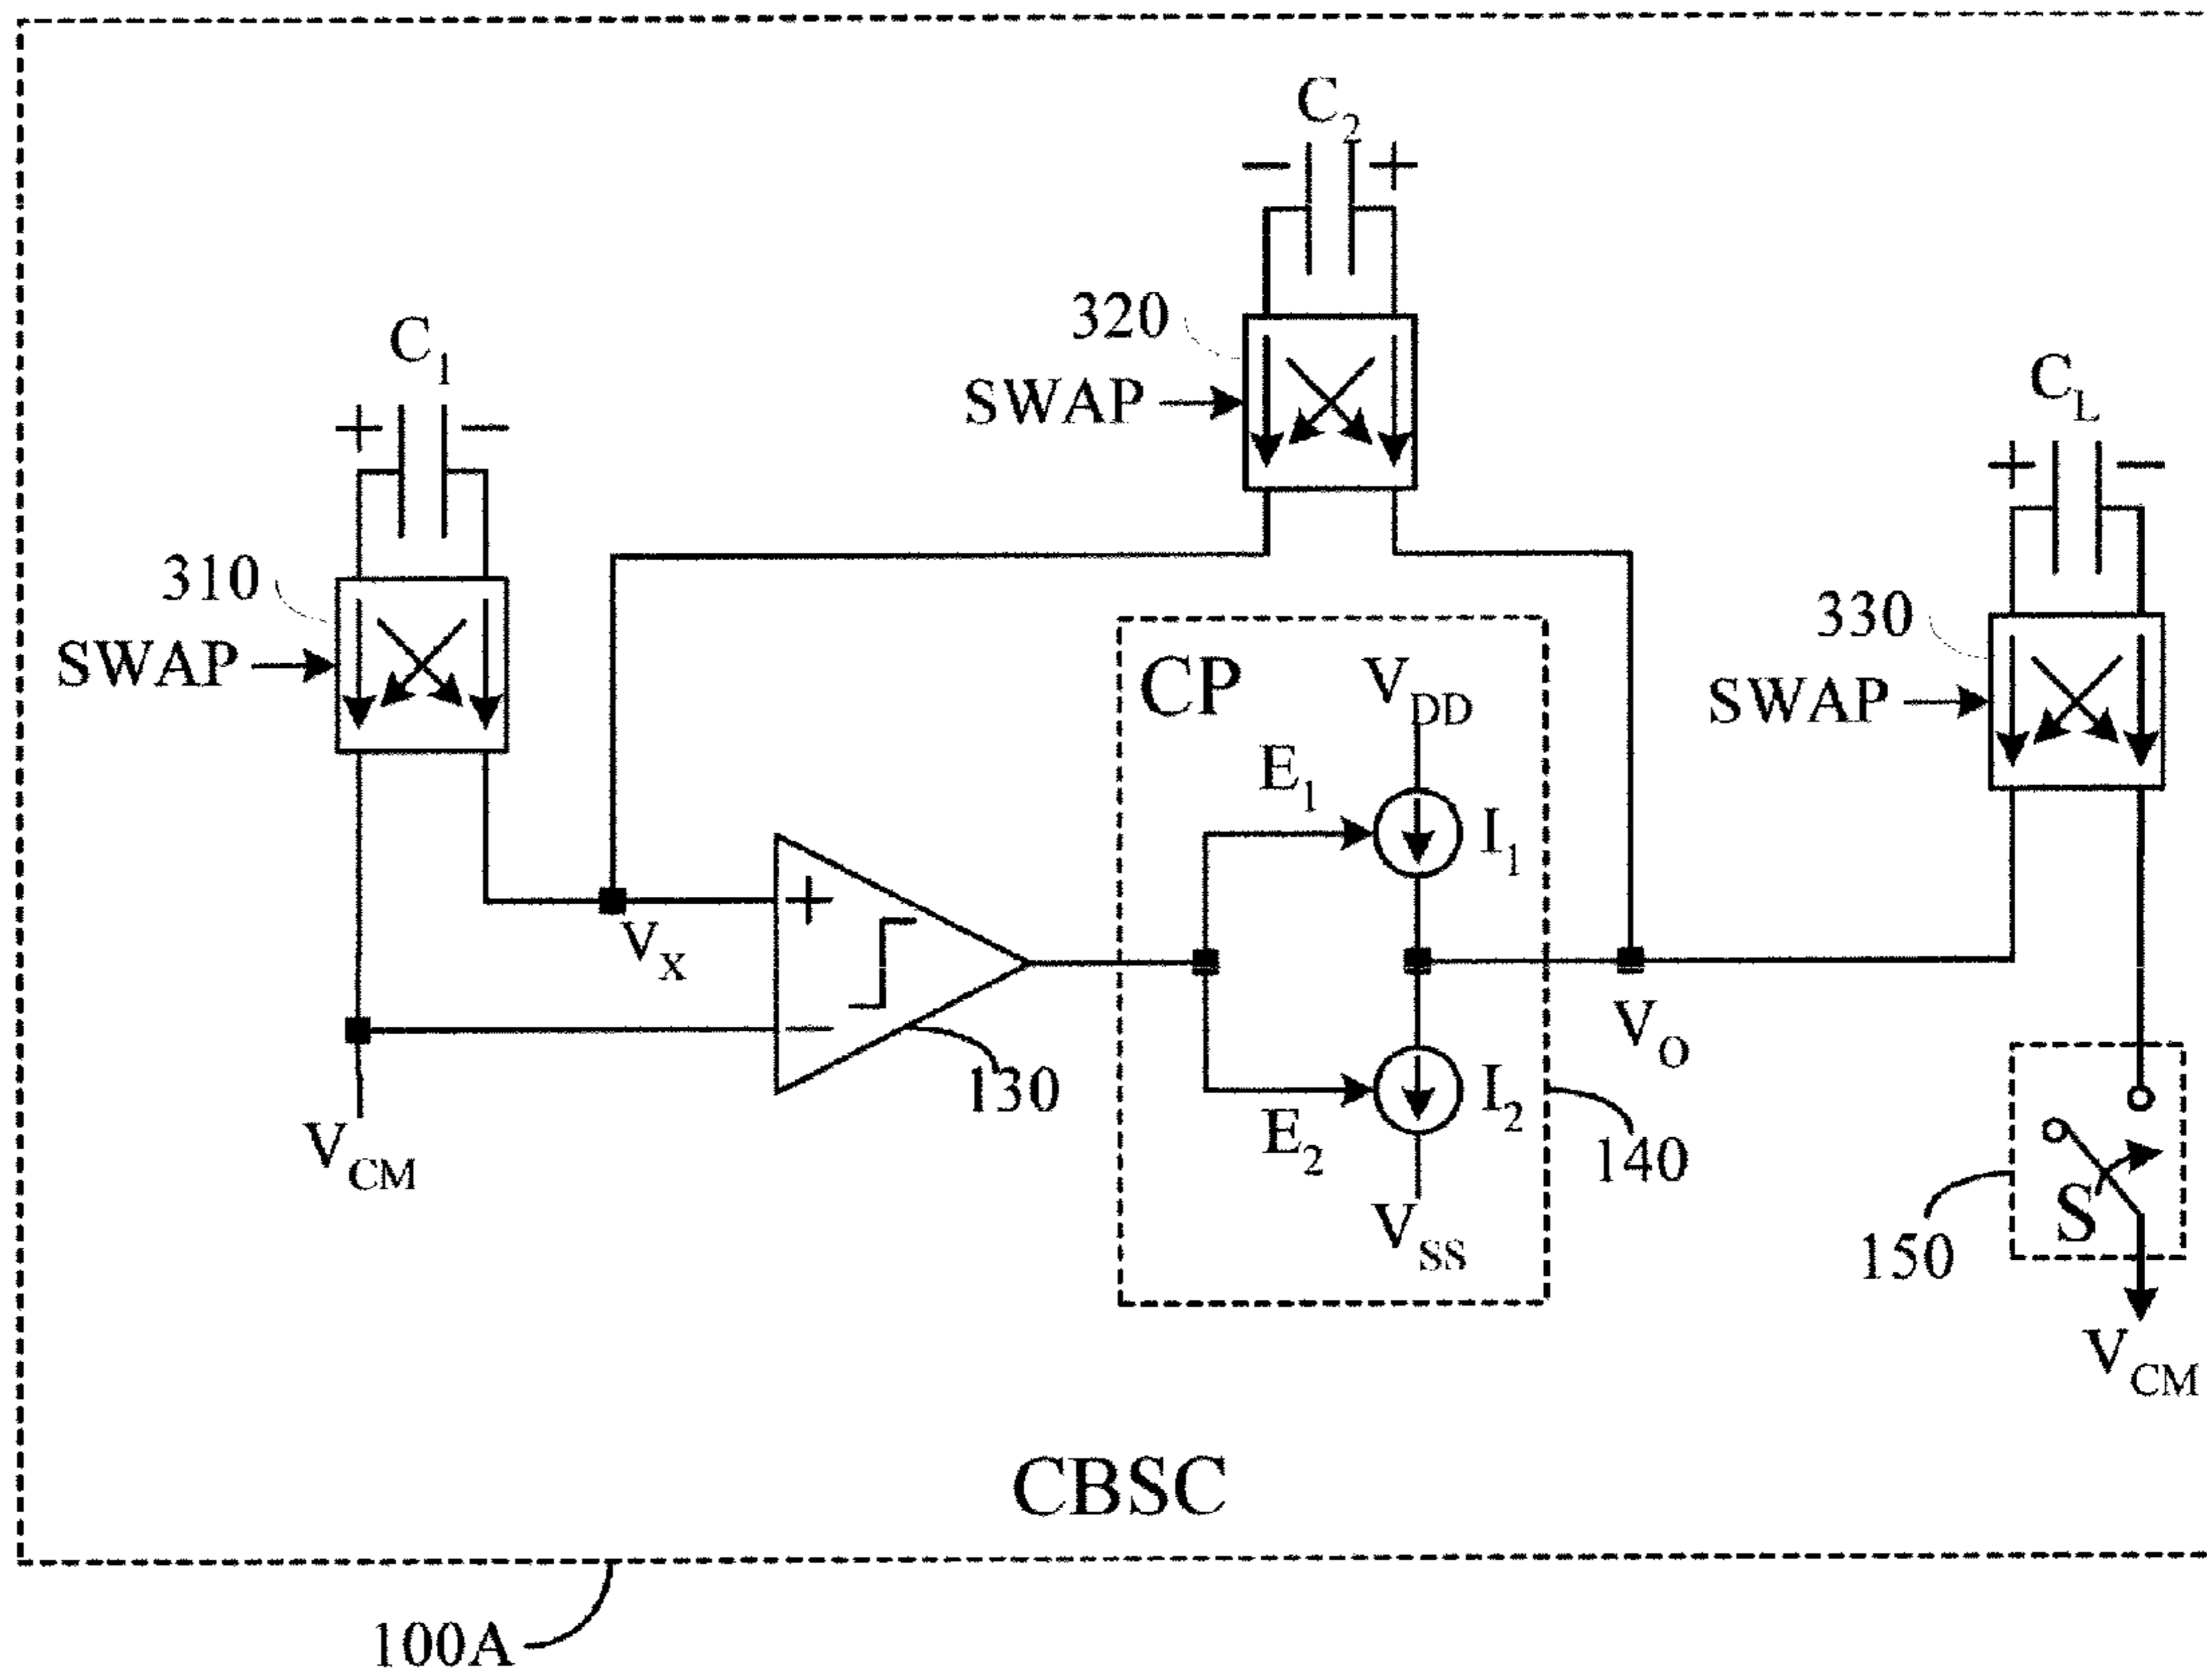 C2
− +
320
SWAP
C1
+ −
310
SWAP
CL
+ −
330
SWAP
CP
VDD
E1
I1
+
VX
−
130
VO
E2
I2
140
VSS
VCM
S
150
VCM
CBSC
100A